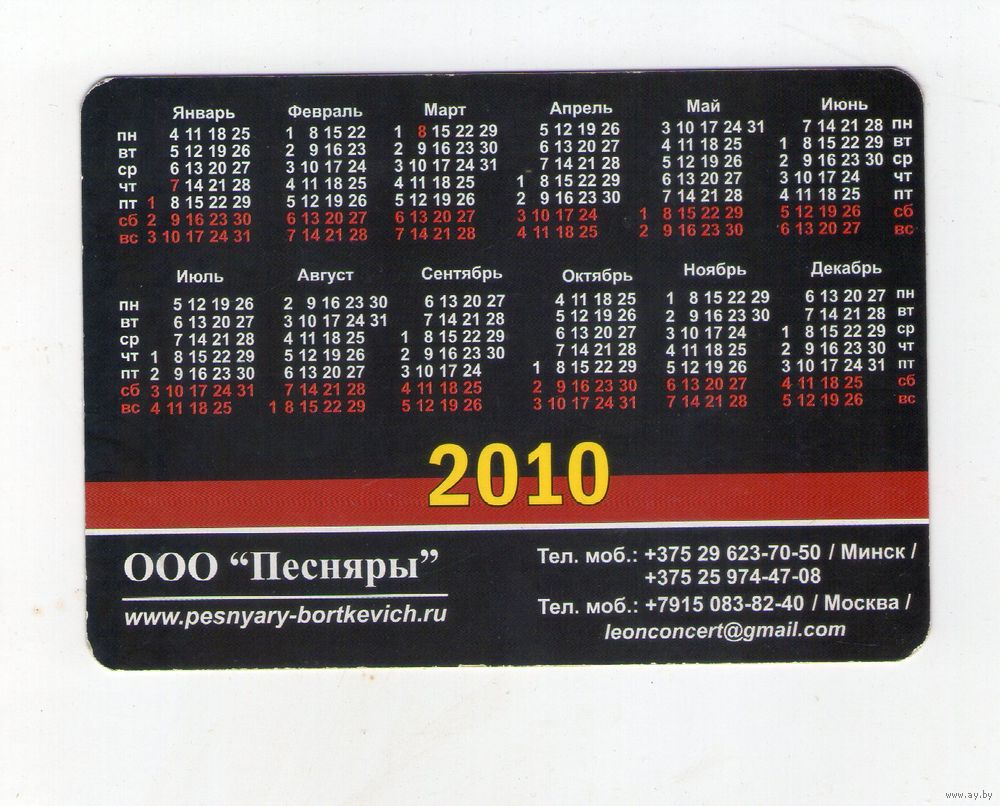 Январь Февраль Март Апрель Май Июнь
пн 4 11 18 25 1 8 15 22 1 8 15 22 29 5 12 19 26 3 10 17 24 31 7 14 21 28 пн
вт 5 12 19 26 2 9 16 23 2 9 16 23 30 6 13 20 27 4 11 18 25 1 8 15 22 29 вт
ср 6 13 20 27 3 10 17 24 3 10 17 24 31 7 14 21 28 5 12 19 26 2 9 16 23 30 ср
чт 7 14 21 28 4 11 18 25 4 11 18 25 1 8 15 22 29 6 13 20 27 3 10 17 24 чт
пт 1 8 15 22 29 5 12 19 26 5 12 19 26 2 9 16 23 30 7 14 21 28 4 11 18 25 пт
сб 2 9 16 23 30 6 13 20 27 6 13 20 27 3 10 17 24 1 8 15 22 29 5 12 19 26 сб
вс 3 10 17 24 31 7 14 21 28 7 14 21 28 4 11 18 25 2 9 16 23 30 6 13 20 27 вс
Июль Август Сентябрь Октябрь Ноябрь Декабрь
пн 5 12 19 26 2 9 16 23 30 6 13 20 27 4 11 18 25 1 8 15 22 29 6 13 20 27 пн
вт 6 13 20 27 3 10 17 24 31 7 14 21 28 5 12 19 26 2 9 16 23 30 7 14 21 28 вт
ср 7 14 21 28 4 11 18 25 1 8 15 22 29 6 13 20 27 3 10 17 24 1 8 15 22 29 ср
чт 1 8 15 22 29 5 12 19 26 2 9 16 23 30 7 14 21 28 4 11 18 25 2 9 16 23 30 чт
пт 2 9 16 23 30 6 13 20 27 3 10 17 24 1 8 15 22 29 5 12 19 26 3 10 17 24 31 пт
сб 3 10 17 24 31 7 14 21 28 4 11 18 25 2 9 16 23 30 6 13 20 27 4 11 18 25 сб
вс 4 11 18 25 1 8 15 22 29 5 12 19 26 3 10 17 24 31 7 14 21 28 5 12 19 26 вс
2010
ООО “Песняры”
www.pesnyary-bortkevich.ru
Тел. моб.: +375 29 623-70-50 / Минск /
+375 25 974-47-08
Тел. моб.: +7915 083-82-40 / Москва /
leonconcert@gmail.com
www.ay.by